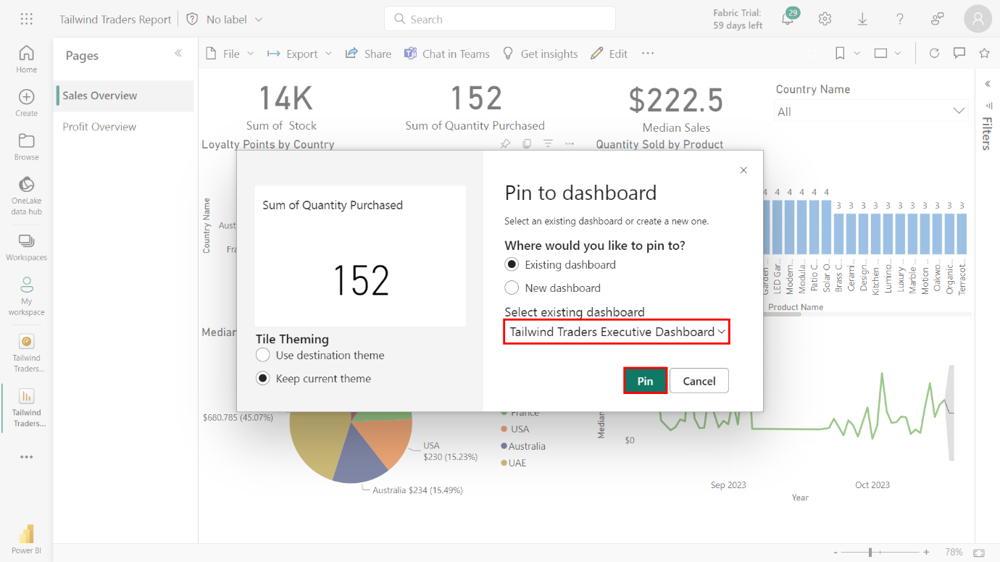 Tailwind Traders Report
No label
Search
Fabric Trial:
59 days left
29
Home
Create
Browse
OneLake
data hub
Workspaces
My
workspace
Tailwind
Traders...
Tailwind
Traders...
Power BI
Pages
Sales Overview
Profit Overview
File
Export
Share
Chat in Teams
Get insights
Edit
14K
Sum of Stock
152
Sum of Quantity Purchased
$222.5
Median Sales
Country Name
All
Filters
Loyalty Points by Country
Quantity Sold by Product
Country Name
Sum of Quantity Purchased
152
Tile Theming
Use destination theme
Keep current theme
Pin to dashboard
Select an existing dashboard or create a new one.
Where would you like to pin to?
Existing dashboard
New dashboard
Select existing dashboard
Tailwind Traders Executive Dashboard
Pin
Cancel
4 4 4 4 4 4 3 3 3 3 3 3 3 3 3 3 3
Garden ...
LED Gar...
Modern...
Modula...
Patio C...
Solar O...
Brass C...
Cerami...
Design...
Kitchen ...
Lumino...
Luxury ...
Marble ...
Motion ...
Oakwo...
Organic...
Terracot...
Product Name
$680.785 (45.07%)
USA
$230 (15.23%)
Australia $234 (15.49%)
France
USA
Australia
UAE
$0
Sep 2023
Oct 2023
Year
- + 78%